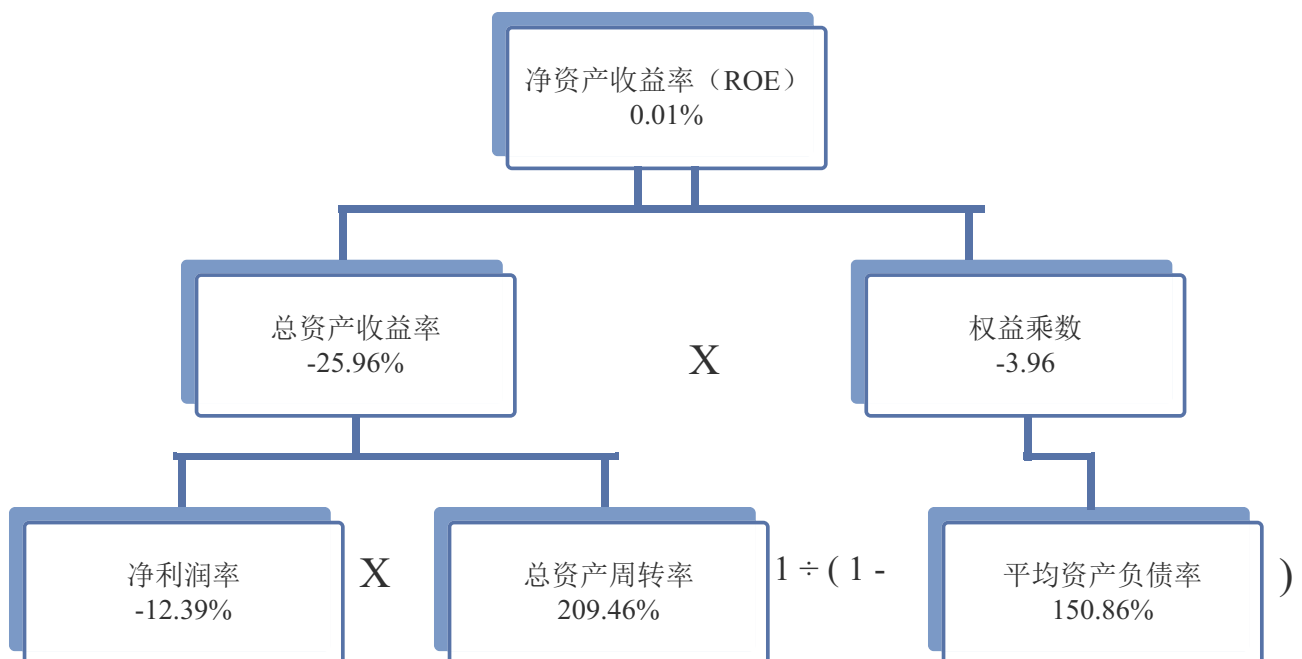 净资产收益率（ROE）
0.01%
总资产收益率
-25.96%
X
权益乘数
-3.96
净利润率
-12.39%
X
总资产周转率
209.46%
1 ÷ ( 1 -
平均资产负债率
150.86%
)